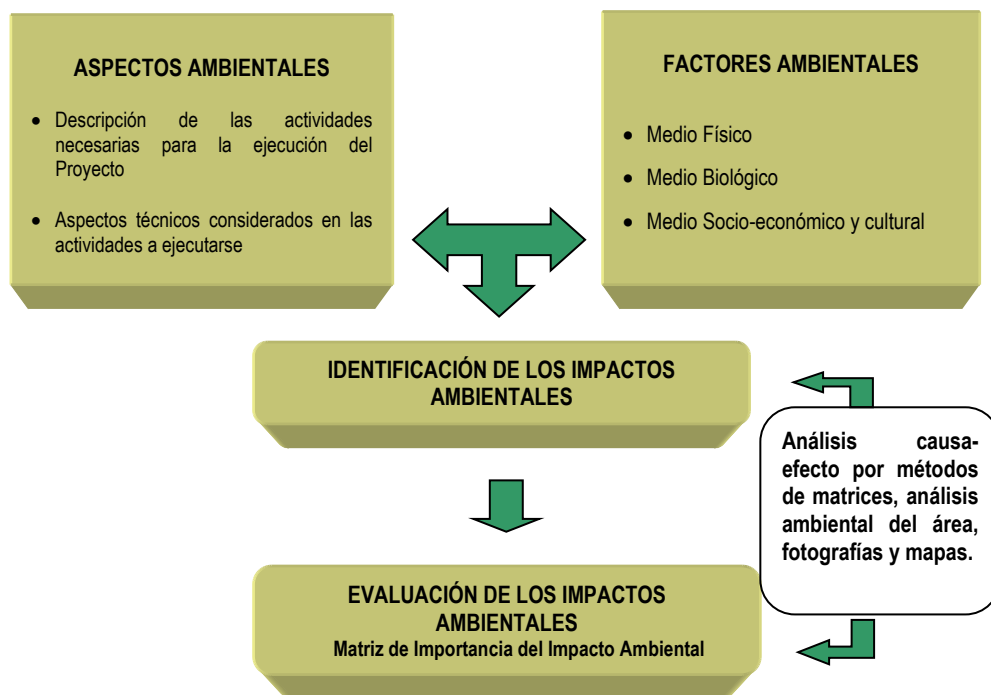 ASPECTOS AMBIENTALES
• Descripción de las actividades
necesarias para la ejecución del
Proyecto
• Aspectos técnicos considerados en las
actividades a ejecutarse
FACTORES AMBIENTALES
• Medio Físico
• Medio Biológico
• Medio Socio-económico y cultural
IDENTIFICACIÓN DE LOS IMPACTOS
AMBIENTALES
Análisis causa-
efecto por métodos
de matrices, análisis
ambiental del área,
fotografías y mapas.
EVALUACIÓN DE LOS IMPACTOS
AMBIENTALES
Matriz de Importancia del Impacto Ambiental